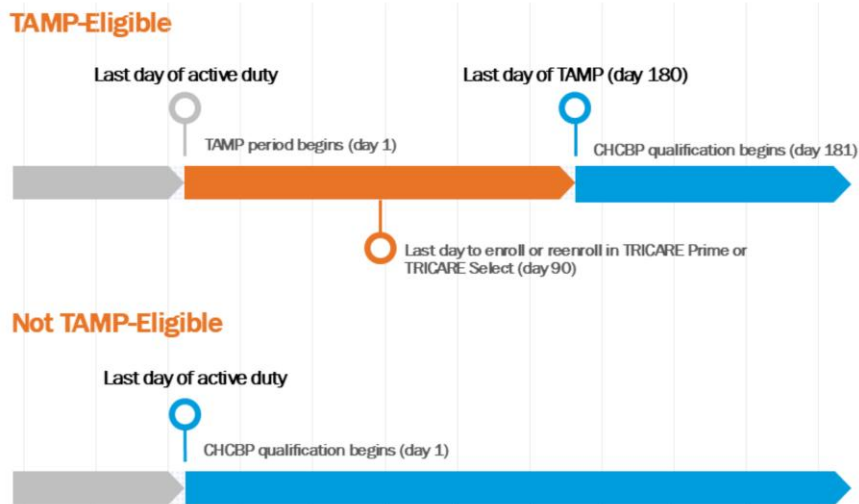 TAMP-Eligible
Last day of active duty
Last day of TAMP (day 180)
TAMP period begins (day 1)
CHCBP qualification begins (day 181)
Last day to enroll or reenroll in TRICARE Prime or
TRICARE Select (day 90)
Not TAMP-Eligible
Last day of active duty
CHCBP qualification begins (day 1)